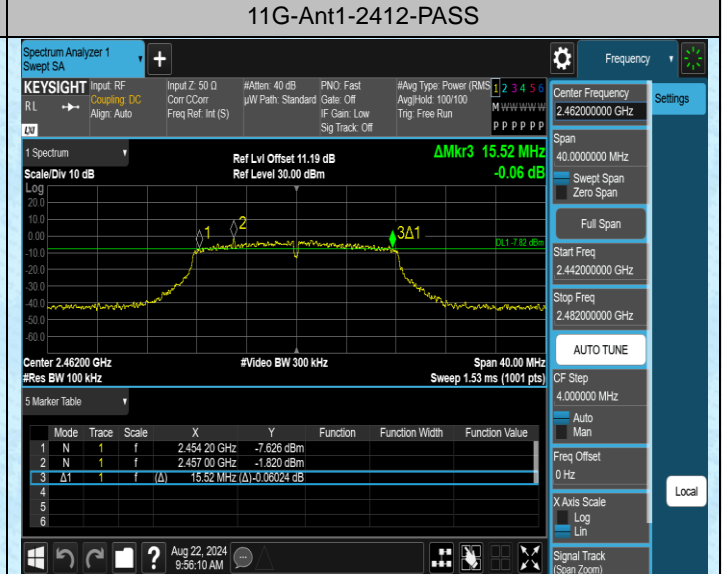 11G-Ant1-2412-PASS
Spectrum Analyzer 1
Swept SA
+
Frequency
KEYSIGHT
RL
LXI
Input: RF
Coupling: DC
Align: Auto
Input Z: 50 Ω
Corr CCorr
Freq Ref: Int (S)
#Atten: 40 dB
µW Path: Standard
PNO: Fast
Gate: Off
IF Gain: Low
Sig Track: Off
#Avg Type: Power (RMS
Avg|Hold: 100/100
Trig: Free Run
1 2 3 4 5 6
M W W W W W
P P P P P P
Center Frequency
2.462000000 GHz
Settings
Span
40.0000000 MHz
Swept Span
Zero Span
Full Span
Start Freq
2.442000000 GHz
Stop Freq
2.482000000 GHz
AUTO TUNE
CF Step
4.000000 MHz
Auto
Man
Freq Offset
0 Hz
X Axis Scale
Log
Lin
Signal Track
(Span Zoom)
Local
1 Spectrum
Scale/Div 10 dB
Ref Lvl Offset 11.19 dB
Ref Level 30.00 dBm
ΔMkr3 15.52 MHz
-0.06 dB
Log
20.0
10.0
0.00
-10.0
-20.0
-30.0
-40.0
-50.0
-60.0
1
2
3Δ1
DL1 -7.82 dBm
Center 2.46200 GHz
#Video BW 300 kHz
Span 40.00 MHz
#Res BW 100 kHz
Sweep 1.53 ms (1001 pts)
5 Marker Table
Mode Trace Scale X Y Function Function Width Function Value
1 N 1 f 2.454 20 GHz -7.626 dBm
2 N 1 f 2.457 00 GHz -1.820 dBm
3 Δ1 1 f (Δ) 15.52 MHz (Δ) -0.06024 dB
4
5
6
?
Aug 22, 2024
9:56:10 AM